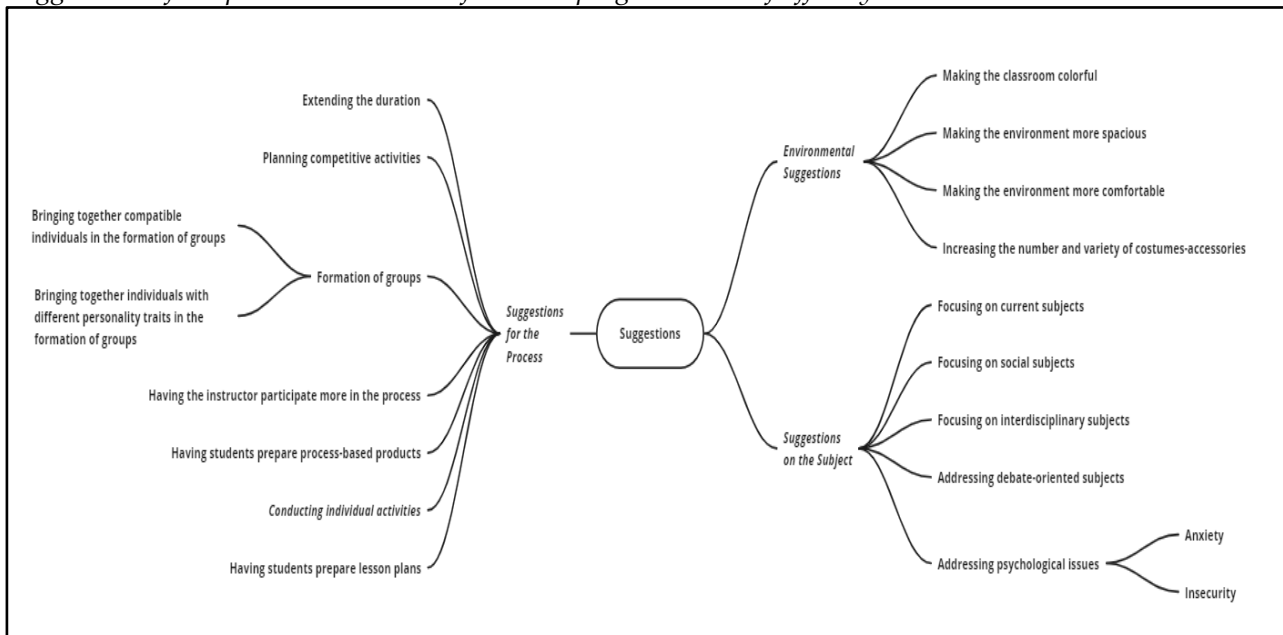 Extending the duration
Planning competitive activities
Bringing together compatible
individuals in the formation of groups
Bringing together individuals with
different personality traits in the
formation of groups
Formation of groups
Having the instructor participate more in the process
Having students prepare process-based products
Conducting individual activities
Having students prepare lesson plans
Suggestions
for the
Process
Suggestions
Environmental
Suggestions
Making the classroom colorful
Making the environment more spacious
Making the environment more comfortable
Increasing the number and variety of costumes-accessories
Suggestions
on the Subject
Focusing on current subjects
Focusing on social subjects
Focusing on interdisciplinary subjects
Addressing debate-oriented subjects
Addressing psychological issues
Anxiety
Insecurity